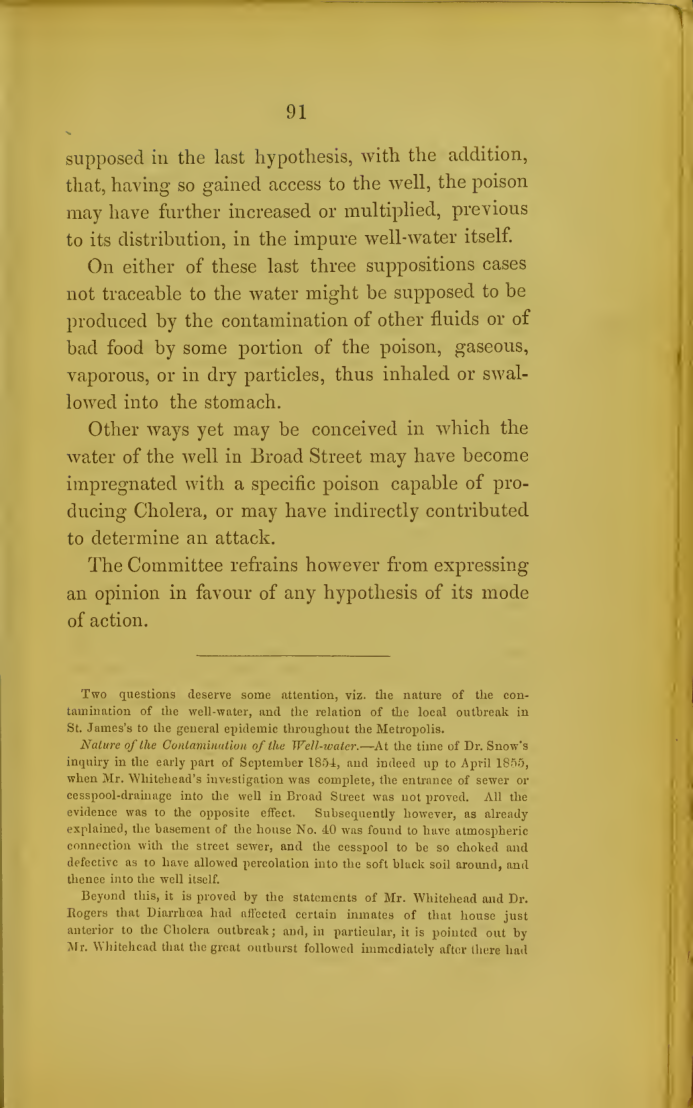 91
supposed in the last hypothesis, with the addition,
that, having so gained access to the well, the poison
may have further increased or multiplied, previous
to its distribution, in the impure well-water itself.
On either of these last three suppositions cases
not traceable to the water might be supposed to be
produced by the contamination of other fluids or of
bad food by some portion of the poison, gaseous,
vaporous, or in dry particles, thus inhaled or swal-
lowed into the stomach.
Other ways yet may be conceived in which the
water of the well in Broad Street may have become
impregnated with a specific poison capable of pro-
ducing Cholera, or may have indirectly contributed
to determine an attack.
The Committee refrains however from expressing
an opinion in favour of any hypothesis of its mode
of action.
Two questions deserve some attention, viz. the nature of the con-
tamination of the well-water, and the relation of the local outbreak in
St. James's to the general epidemic throughout the Metropolis.
Nature of the Contamination of the Well-water.—At the time of Dr. Snow's
inquiry in the early part of September 1854, and indeed up to April 1855,
when Mr. Whitehead's investigation was complete, the entrance of sewer or
cesspool-drainage into the well in Broad Street was not proved. All the
evidence was to the opposite effect. Subsequently however, as already
explained, the basement of the house No. 40 was found to have atmospheric
connection with the street sewer, and the cesspool to be so choked and
defective as to have allowed percolation into the soft black soil around, and
thence into the well itself.
Beyond this, it is proved by the statements of Mr. Whitehead and Dr.
Rogers that Diarrhœa had affected certain inmates of that house just
anterior to the Cholera outbreak; and, in particular, it is pointed out by
Mr. Whitehead that the great outburst followed immediately after there had